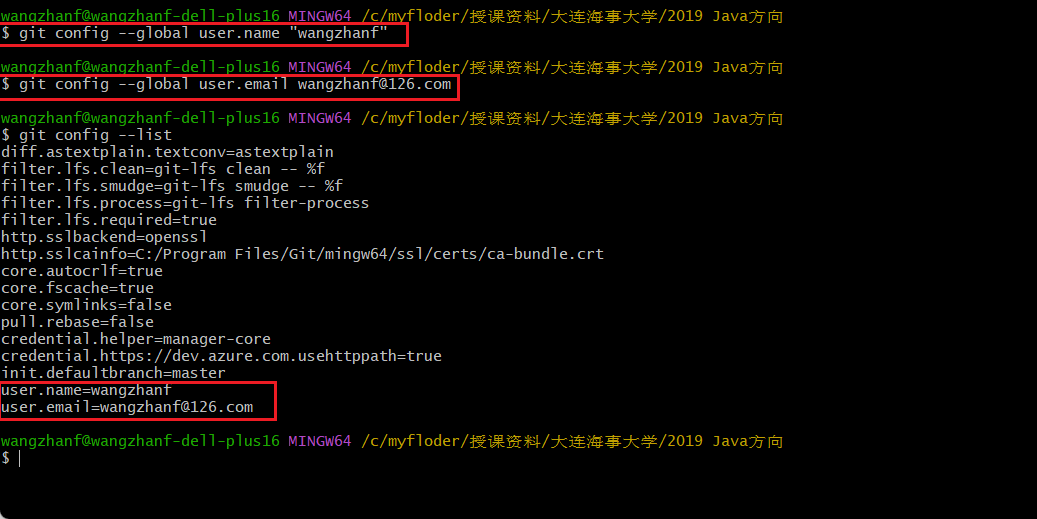 wangzhanf@wangzhanf-dell-plus16 MINGW64 /c/myfloder/授课资料/大连海事大学/2019 Java方向
$ git config --global user.name "wangzhanf"
wangzhanf@wangzhanf-dell-plus16 MINGW64 /c/myfloder/授课资料/大连海事大学/2019 Java方向
$ git config --global user.email wangzhanf@126.com
wangzhanf@wangzhanf-dell-plus16 MINGW64 /c/myfloder/授课资料/大连海事大学/2019 Java方向
$ git config --list
diff.astextplain.textconv=astextplain
filter.lfs.clean=git-lfs clean -- %f
filter.lfs.smudge=git-lfs smudge -- %f
filter.lfs.process=git-lfs filter-process
filter.lfs.required=true
http.sslbackend=openssl
http.sslcainfo=C:/Program Files/Git/mingw64/ssl/certs/ca-bundle.crt
core.autocrlf=true
core.fscache=true
core.symlinks=false
pull.rebase=false
credential.helper=manager-core
credential.https://dev.azure.com.usehttppath=true
init.defaultbranch=master
user.name=wangzhanf
user.email=wangzhanf@126.com
wangzhanf@wangzhanf-dell-plus16 MINGW64 /c/myfloder/授课资料/大连海事大学/2019 Java方向
$